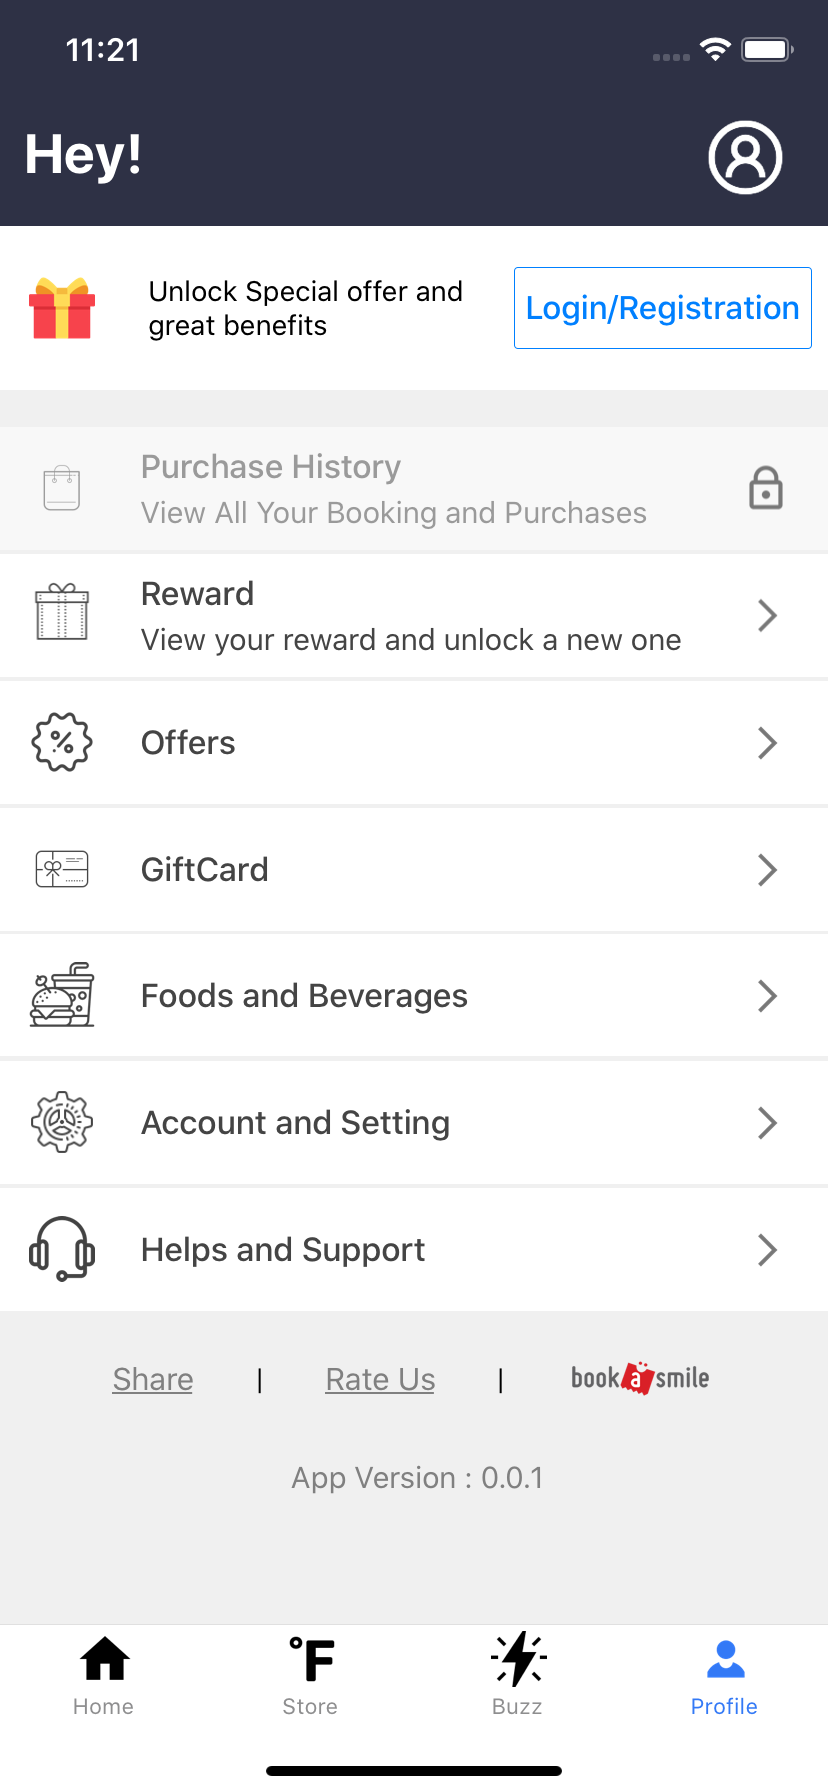 11:21
Hey!
Unlock Special offer and
great benefits
Login/Registration
Purchase History
View All Your Booking and Purchases
Reward
View your reward and unlock a new one
Offers
GiftCard
Foods and Beverages
Account and Setting
Helps and Support
Share | Rate Us | book a smile
App Version : 0.0.1
°F
Home Store Buzz Profile